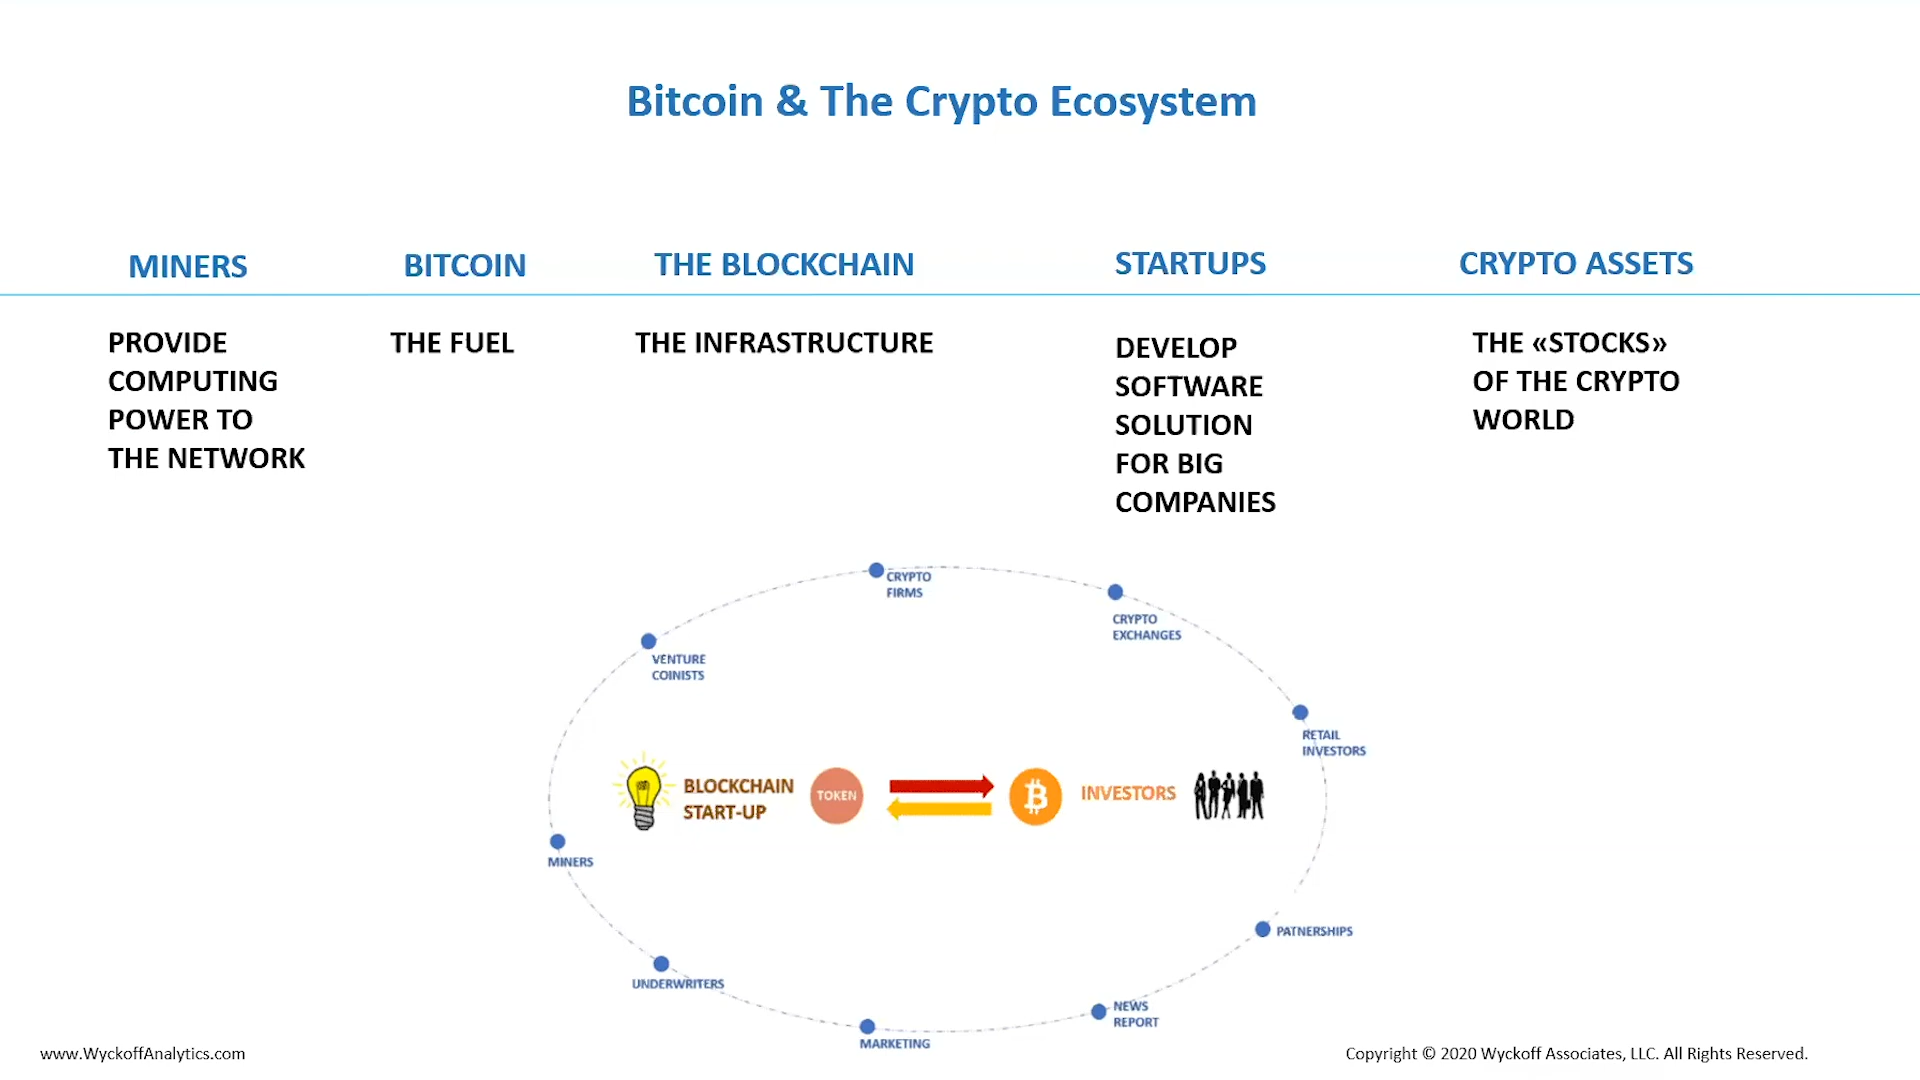 Bitcoin & The Crypto Ecosystem
MINERS
BITCOIN
THE BLOCKCHAIN
STARTUPS
CRYPTO ASSETS
PROVIDE
COMPUTING
POWER TO
THE NETWORK
THE FUEL
THE INFRASTRUCTURE
DEVELOP
SOFTWARE
SOLUTION
FOR BIG
COMPANIES
THE «STOCKS»
OF THE CRYPTO
WORLD
CRYPTO
FIRMS
CRYPTO
EXCHANGES
VENTURE
COINISTS
RETAIL
INVESTORS
BLOCKCHAIN
START-UP
TOKEN
INVESTORS
MINERS
PATNERSHIPS
UNDERWRITERS
NEWS
REPORT
MARKETING
www.WyckoffAnalytics.com
Copyright © 2020 Wyckoff Associates, LLC. All Rights Reserved.